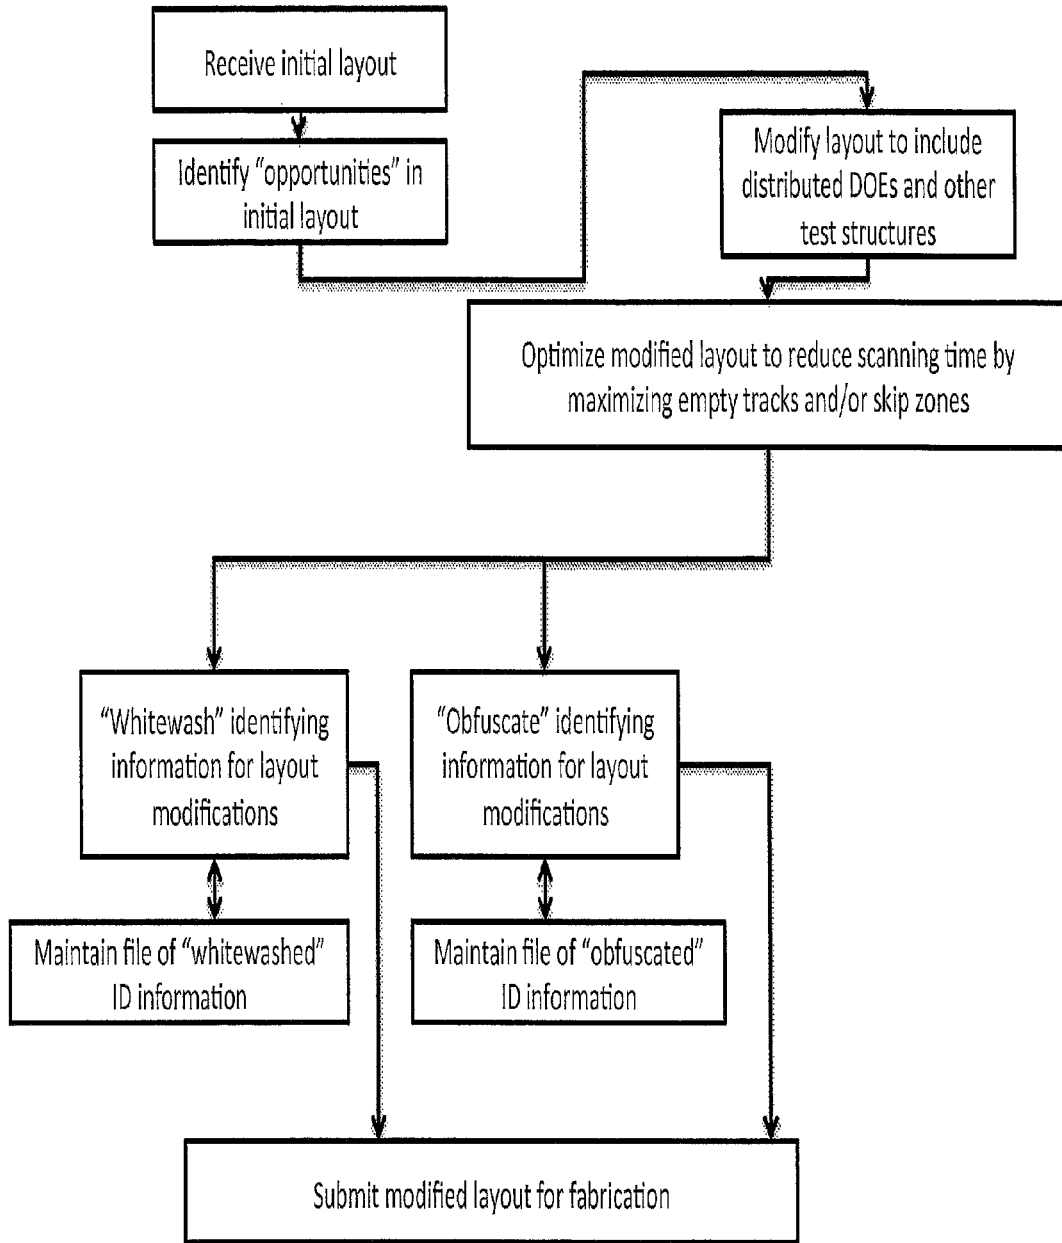 Receive initial layout
Identify “opportunities” in
initial layout
Modify layout to include
distributed DOEs and other
test structures
Optimize modified layout to reduce scanning time by
maximizing empty tracks and/or skip zones
“Whitewash” identifying
information for layout
modifications
“Obfuscate” identifying
information for layout
modifications
Maintain file of “whitewashed”
ID information
Maintain file of “obfuscated”
ID information
Submit modified layout for fabrication